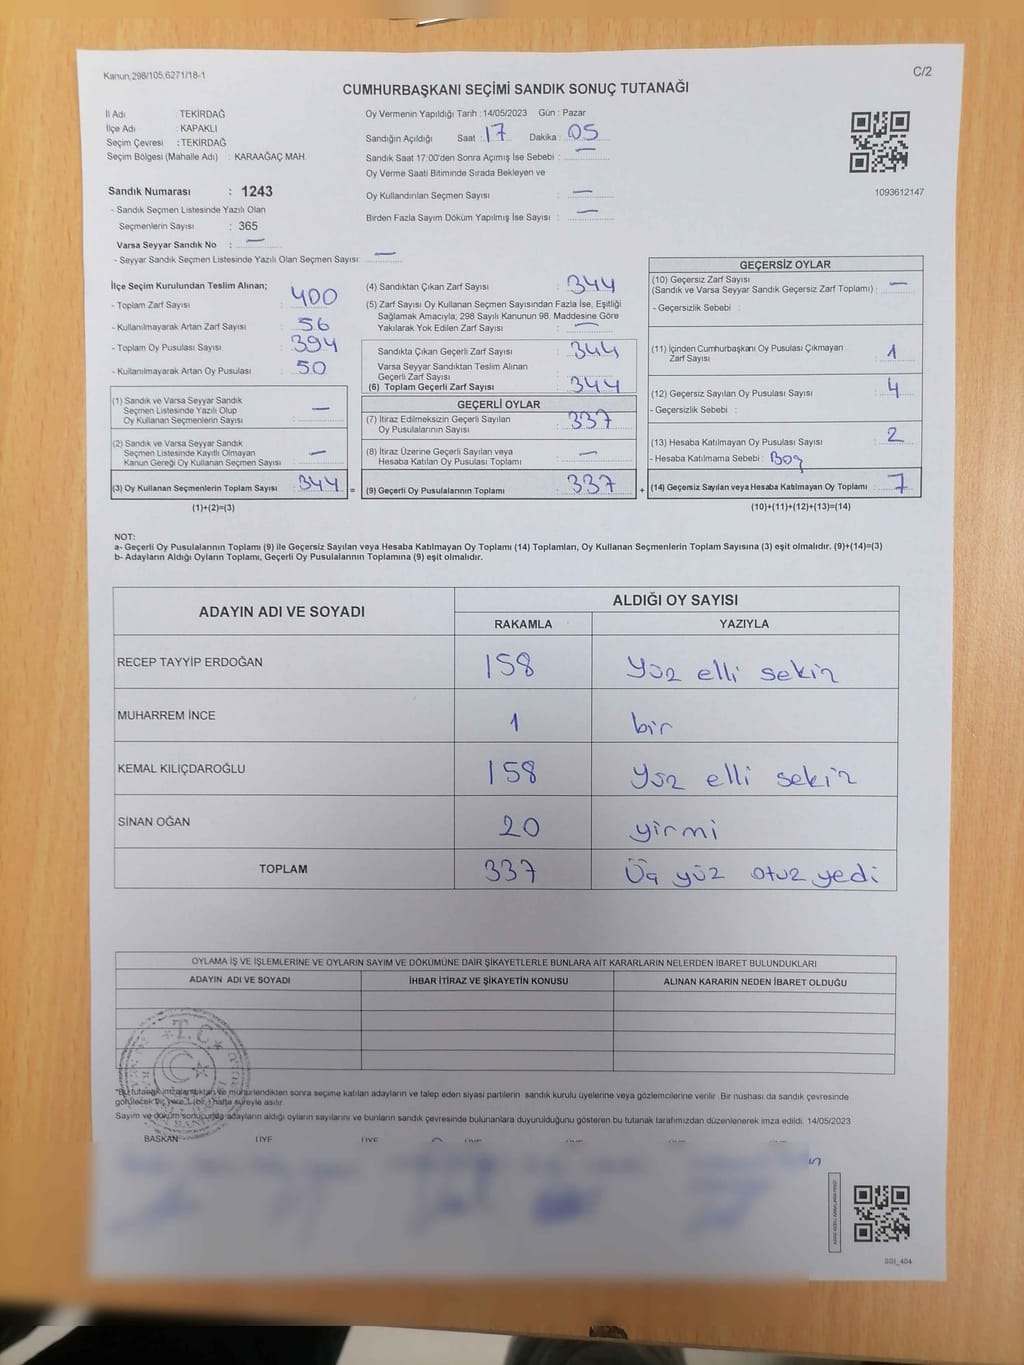 Kanun.298/105.6271/18-1
C/2
CUMHURBAŞKANI SEÇİMİ SANDIK SONUÇ TUTANAĞI
İl Adı : TEKİRDAĞ
İlçe Adı : KAPAKLI
Seçim Çevresi : TEKİRDAĞ
Seçim Bölgesi (Mahalle Adı) : KARAAĞAÇ MAH.
Oy Vermenin Yapıldığı Tarih : 14/05/2023 Gün : Pazar
Sandığın Açıldığı Saat : 17 Dakika : 05
Sandık Saat 17:00'den Sonra Açımış İse Sebebi : —
Oy Verme Saati Bitiminde Sırada Bekleyen ve
Oy Kullandırılan Seçmen Sayısı : —
Birden Fazla Sayım Döküm Yapılmış İse Sayısı : —
1093612147
Sandık Numarası : 1243
- Sandık Seçmen Listesinde Yazılı Olan
Seçmenlerin Sayısı : 365
Varsa Seyyar Sandık No : —
- Seyyar Sandık Seçmen Listesinde Yazılı Olan Seçmen Sayısı: —
İlçe Seçim Kurulundan Teslim Alınan;
- Toplam Zarf Sayısı : 400
- Kullanılmayarak Artan Zarf Sayısı : 56
- Toplam Oy Pusulası Sayısı : 394
- Kullanılmayarak Artan Oy Pusulası : 50
(1) Sandık ve Varsa Seyyar Sandık
Seçmen Listesinde Yazılı Olup
Oy Kullanan Seçmenlerin Sayısı : —
(2) Sandık ve Varsa Seyyar Sandık
Seçmen Listesinde Kayıtlı Olmayan
Kanun Gereği Oy Kullanan Seçmen Sayısı : —
(3) Oy Kullanan Seçmenlerin Toplam Sayısı : 344 =
(1)+(2)=(3)
(4) Sandıktan Çıkan Zarf Sayısı : 344
(5) Zarf Sayısı Oy Kullanan Seçmen Sayısından Fazla İse, Eşitliği
Sağlamak Amacıyla; 298 Sayılı Kanunun 98. Maddesine Göre
Yakılarak Yok Edilen Zarf Sayısı : —
Sandıkta Çıkan Geçerli Zarf Sayısı : 344
Varsa Seyyar Sandıktan Teslim Alınan
Geçerli Zarf Sayısı :
(6) Toplam Geçerli Zarf Sayısı : 344
GEÇERLİ OYLAR
(7) İtiraz Edilmeksizin Geçerli Sayılan
Oy Pusulalarının Sayısı : 337
(8) İtiraz Üzerine Geçerli Sayılan veya
Hesaba Katılan Oy Pusulası Toplamı : —
(9) Geçerli Oy Pusulalarının Toplamı : 337 +
GEÇERSİZ OYLAR
(10) Geçersiz Zarf Sayısı
(Sandık ve Varsa Seyyar Sandık Geçersiz Zarf Toplamı) : —
- Geçersizlik Sebebi :
(11) İçinden Cumhurbaşkanı Oy Pusulası Çıkmayan
Zarf Sayısı : 1
(12) Geçersiz Sayılan Oy Pusulası Sayısı : 4
- Geçersizlik Sebebi :
(13) Hesaba Katılmayan Oy Pusulası Sayısı : 2
- Hesaba Katılmama Sebebi : Boş
(14) Geçersiz Sayılan veya Hesaba Katılmayan Oy Toplamı : 7
(10)+(11)+(12)+(13)=(14)
NOT:
a- Geçerli Oy Pusulalarının Toplamı (9) ile Geçersiz Sayılan veya Hesaba Katılmayan Oy Toplamı (14) Toplamları, Oy Kullanan Seçmenlerin Toplam Sayısına (3) eşit olmalıdır. (9)+(14)=(3)
b- Adayların Aldığı Oyların Toplamı, Geçerli Oy Pusulalarının Toplamına (9) eşit olmalıdır.
ADAYIN ADI VE SOYADI
ALDIĞI OY SAYISI
RAKAMLA YAZIYLA
RECEP TAYYİP ERDOĞAN 158 Yüz elli sekiz
MUHARREM İNCE 1 bir
KEMAL KILIÇDAROĞLU 158 Yüz elli sekiz
SİNAN OĞAN 20 yirmi
TOPLAM 337 Üç yüz otuz yedi
OYLAMA İŞ VE İŞLEMLERİNE VE OYLARIN SAYIM VE DÖKÜMÜNE DAİR ŞİKAYETLERLE BUNLARA AİT KARARLARIN NELERDEN İBARET BULUNDUKLARI
ADAYIN ADI VE SOYADI İHBAR İTİRAZ VE ŞİKAYETİN KONUSU ALINAN KARARIN NEDEN İBARET OLDUĞU
T.C.
*Bu tutanak imzalandıktan ve mühürlendikten sonra seçime katılan adayların ve talep eden siyasi partilerin sandık kurulu üyelerine veya gözlemcilerine verilir. Bir nüshası da sandık çevresinde
görülecek bir yere 1 (bir) hafta süreyle asılır.
Sayım ve döküm sonucunda adayların aldığı oyların sayılarını ve bunların sandık çevresinde bulunanlara duyurulduğunu gösteren bu tutanak tarafımızdan düzenlenerek imza edildi. 14/05/2023
BAŞKAN ÜYE ÜYE ÜYE ÜYE ÜYE ÜYE